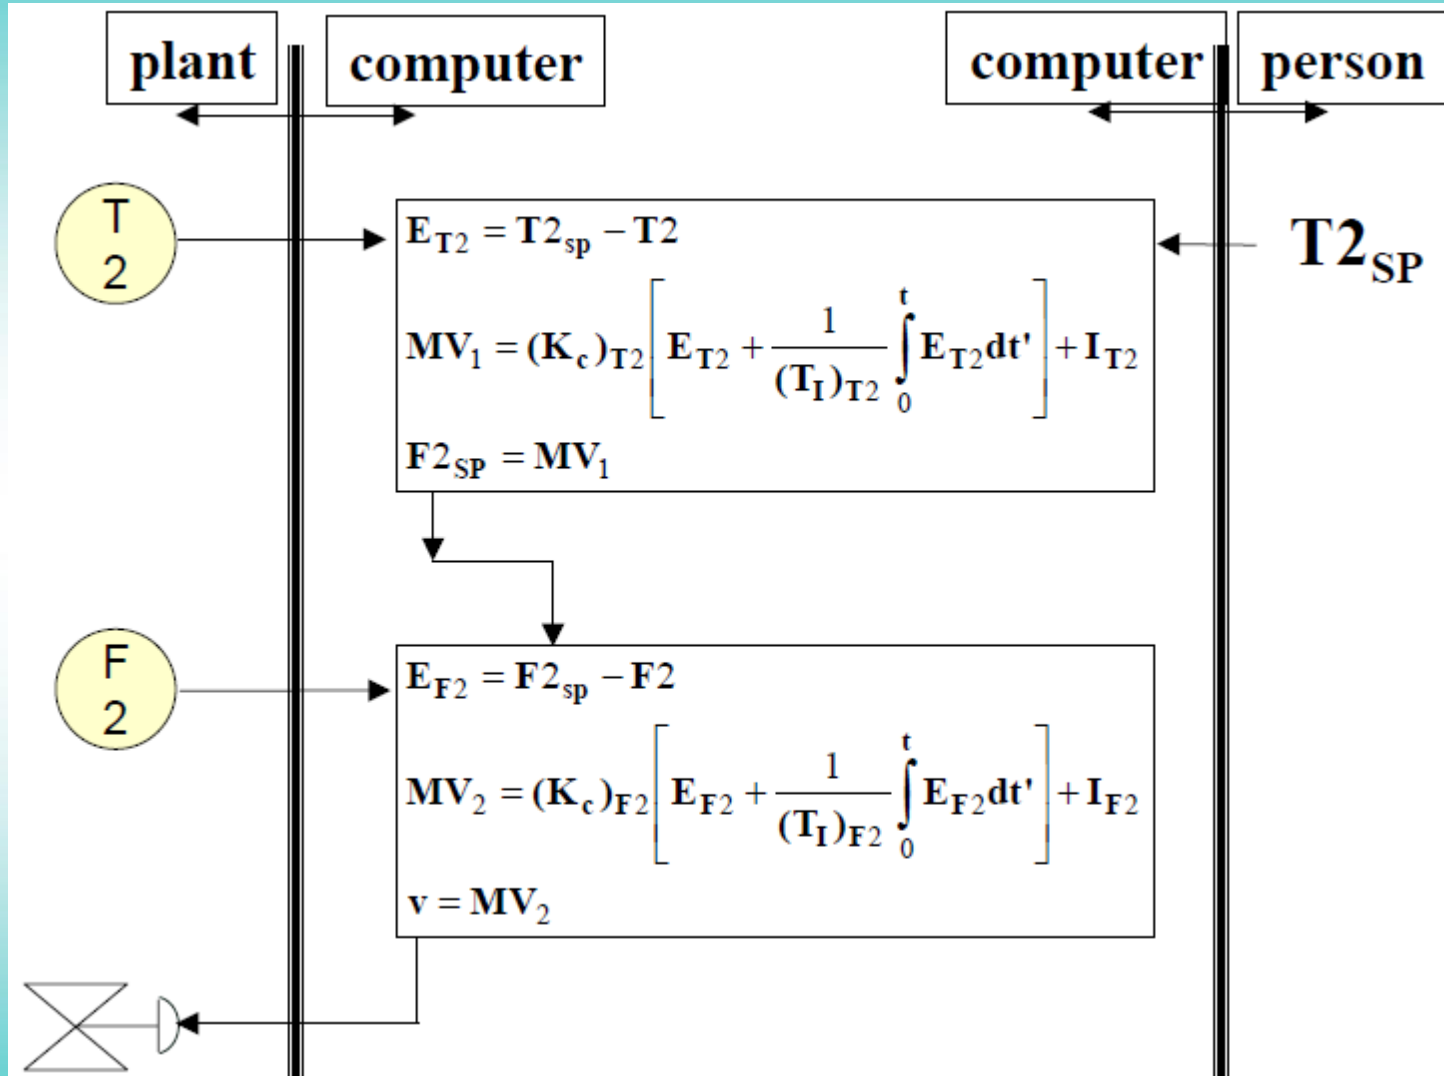 plant computer computer person
T
2
E_T2 = T2_sp − T2
T2_SP
MV_1 = (K_c)_T2 [ E_T2 + 1/(T_I)_T2 ∫_0^t E_T2 dt' ] + I_T2
F2_SP = MV_1
F
2
E_F2 = F2_sp − F2
MV_2 = (K_c)_F2 [ E_F2 + 1/(T_I)_F2 ∫_0^t E_F2 dt' ] + I_F2
v = MV_2